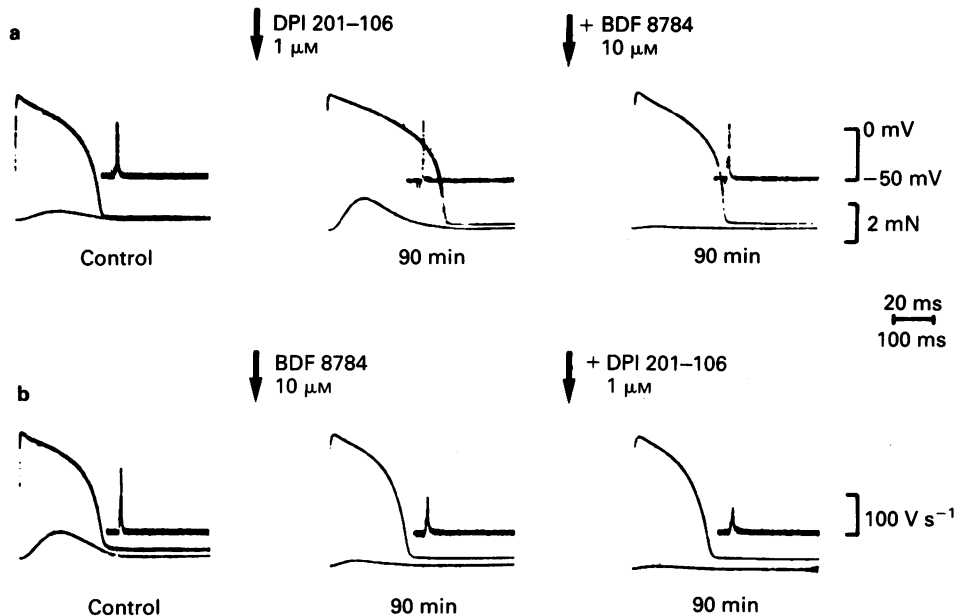 a
DPI 201–106
1 μM
+ BDF 8784
10 μM
0 mV
−50 mV
2 mN
Control
90 min
90 min
20 ms
100 ms
b
BDF 8784
10 μM
+ DPI 201–106
1 μM
100 V s⁻¹
Control
90 min
90 min